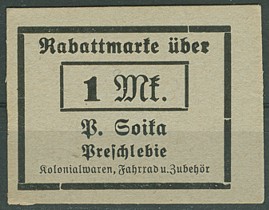 Rabattmarke über
1 Mk.
P. Soika
Preschlebie
Kolonialwaren, Fahrrad u. Zubehör